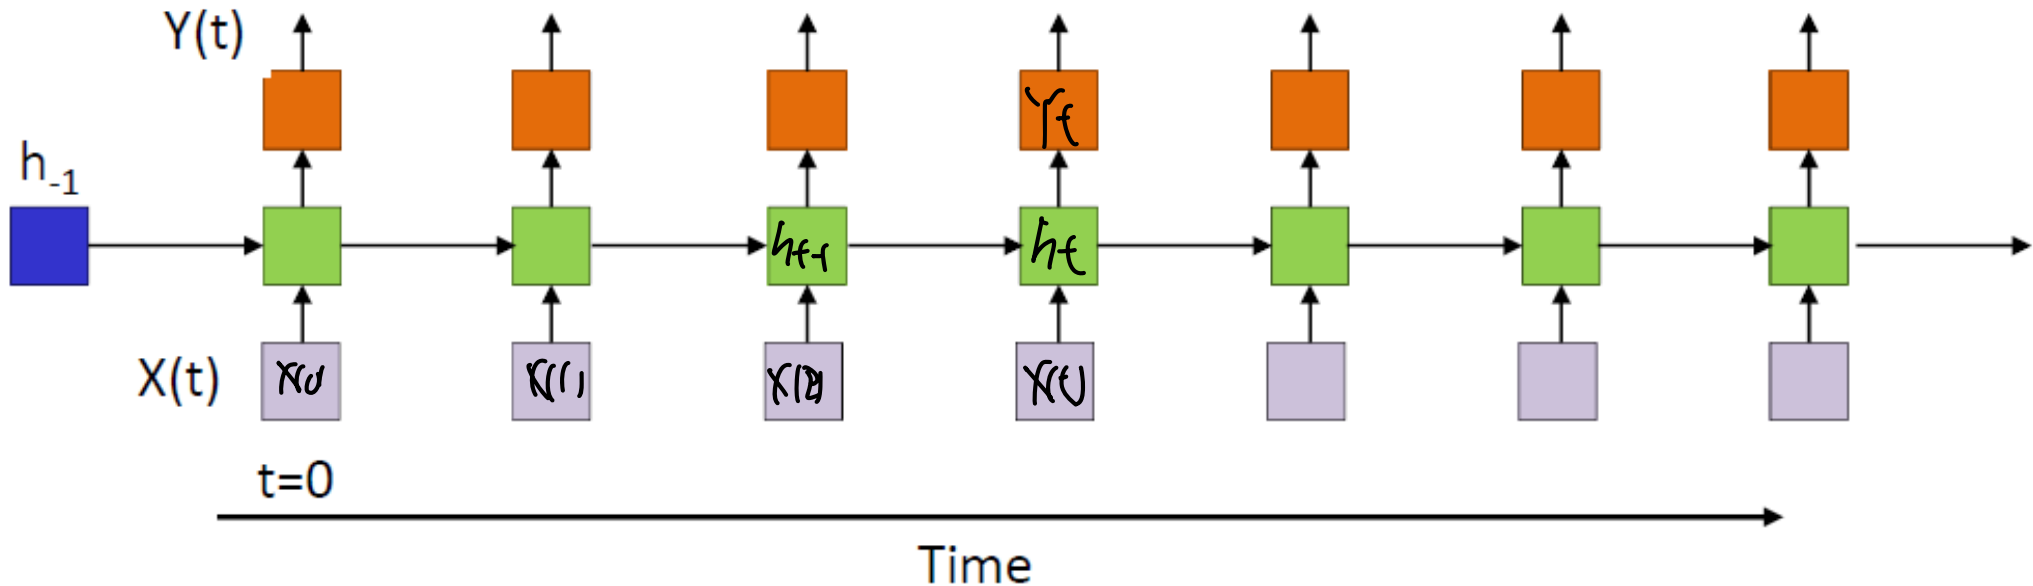 Y(t)
Yt
h-1
ht-1
ht
X(t)
X(0)
X(1)
X(2)
X(t)
t=0
Time